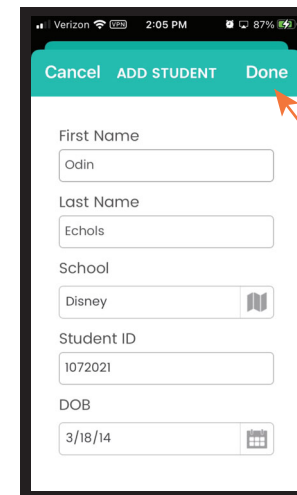 Verizon VPN 2:05 PM 87%
Cancel ADD STUDENT Done
First Name
Odin
Last Name
Echols
School
Disney
Student ID
1072021
DOB
3/18/14